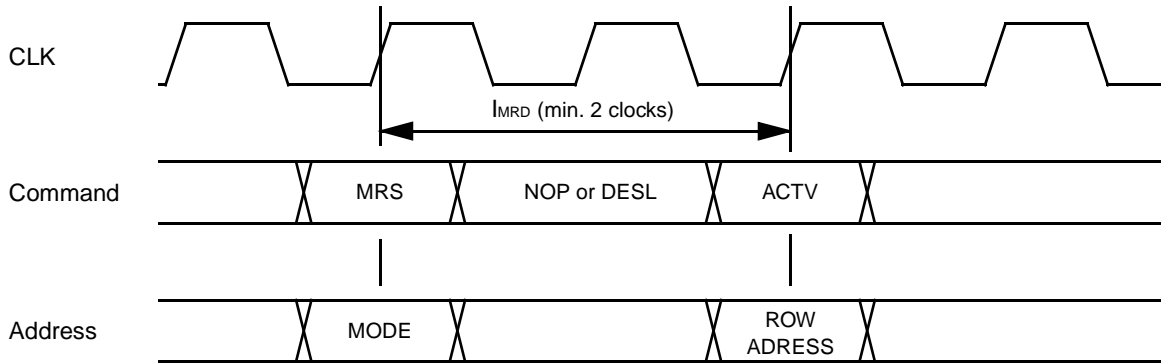 CLK
IMRD (min. 2 clocks)
Command
MRS
NOP or DESL
ACTV
Address
MODE
ROW
ADRESS